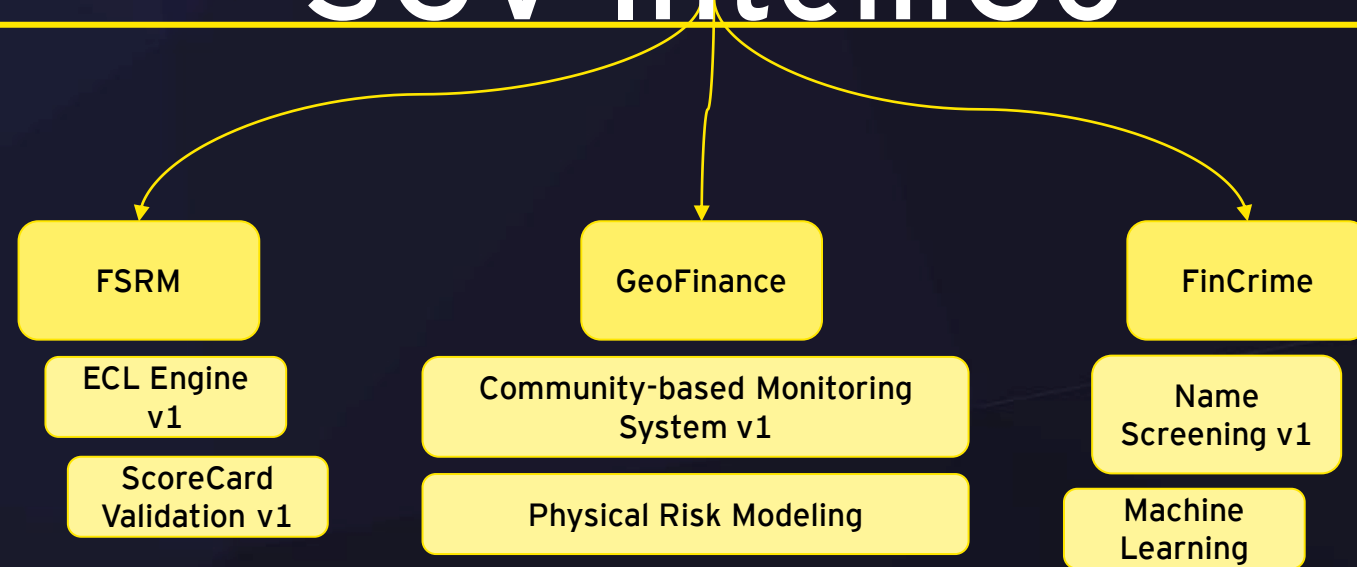 FSRM
GeoFinance
FinCrime
ECL Engine
v1
ScoreCard
Validation v1
Community-based Monitoring
System v1
Physical Risk Modeling
Name
Screening v1
Machine
Learning